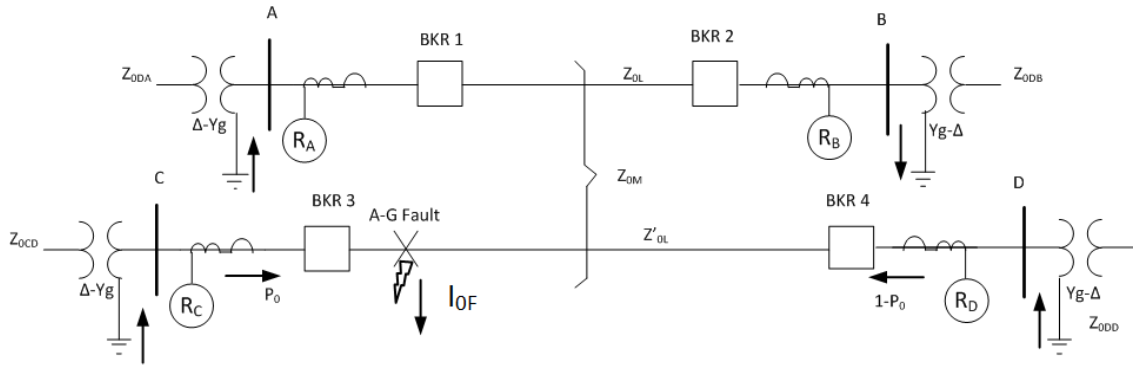 A
BKR 1
BKR 2
B
Z0DA
Δ-Yg
RA
Z0L
RB
Yg-Δ
Z0DB
Z0M
C
BKR 3
A-G Fault
BKR 4
D
Z0CD
Δ-Yg
RC
P0
I0F
Z'0L
1-P0
RD
Yg-Δ
Z0DD